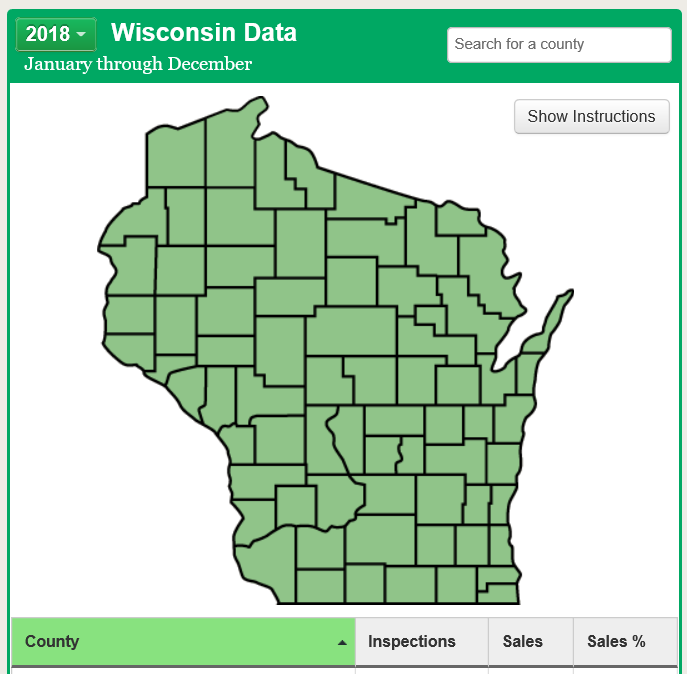 2018 Wisconsin Data
January through December
Search for a county
Show Instructions
County Inspections Sales Sales %